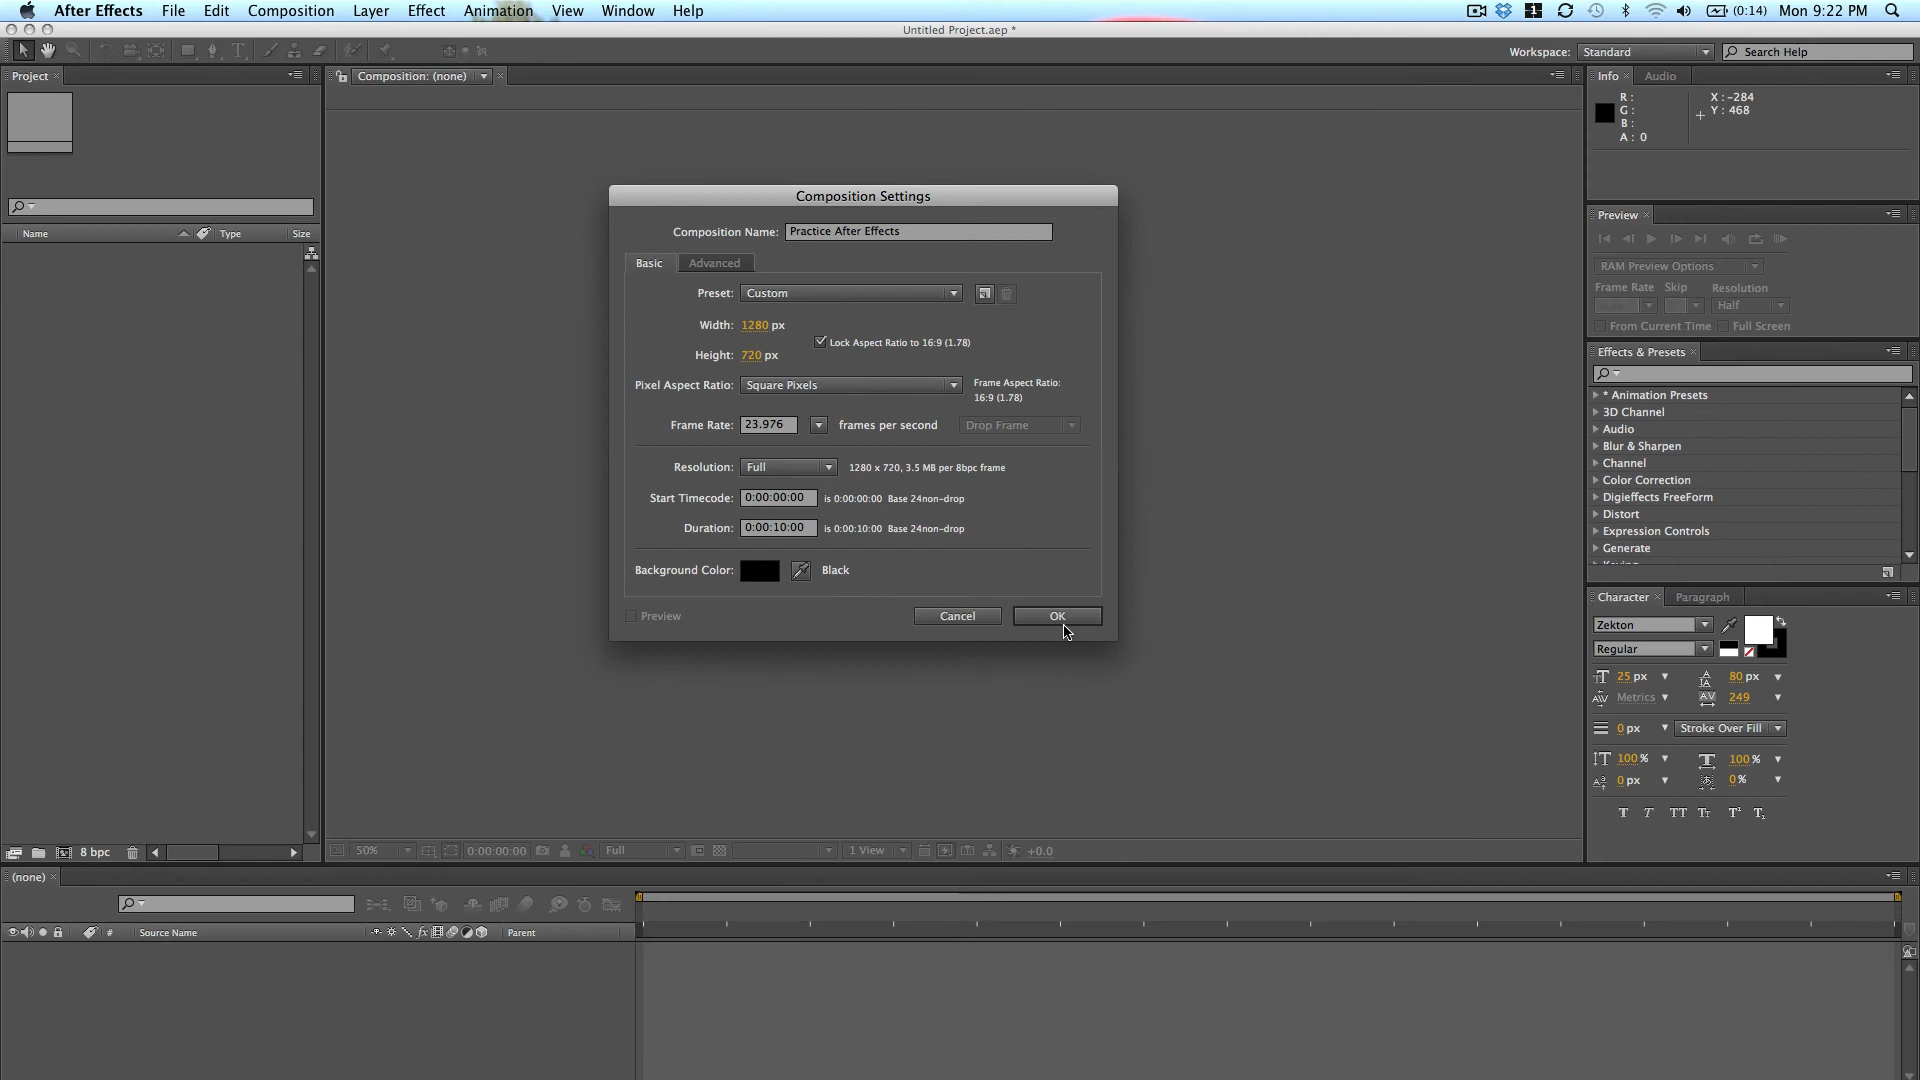 After Effects File Edit Composition Layer Effect Animation View Window Help 1 (0:14) Mon 9:22 PM
Untitled Project.aep *
Workspace: Standard Search Help
Project Composition: (none) Info Audio
R : X : -284
G : Y : 468
B :
A : 0
Composition Settings
Composition Name: Practice After Effects
Preview
Name Type Size
Basic Advanced
RAM Preview Options
Preset: Custom
Frame Rate Skip Resolution
Half
Width: 1280 px
From Current Time Full Screen
Lock Aspect Ratio to 16:9 (1.78)
Height: 720 px
Effects & Presets
Pixel Aspect Ratio: Square Pixels
Frame Aspect Ratio:
16:9 (1.78)
* Animation Presets
3D Channel
Audio
Frame Rate: 23.976 frames per second Drop Frame
Blur & Sharpen
Channel
Resolution: Full 1280 x 720, 3.5 MB per 8bpc frame
Color Correction
Start Timecode: 0:00:00:00 is 0:00:00:00 Base 24non-drop
Digieffects FreeForm
Distort
Duration: 0:00:10:00 is 0:00:10:00 Base 24non-drop
Expression Controls
Generate
Background Color: Black
Preview Cancel OK
Character Paragraph
Zekton
Regular
25 px 80 px
Metrics 249
0 px Stroke Over Fill
100 % 100 %
0 px 0 %
T T TT Tt T¹ T₁
8 bpc 50% 0:00:00:00 Full 1 View +0.0
(none)
# Source Name fx Parent